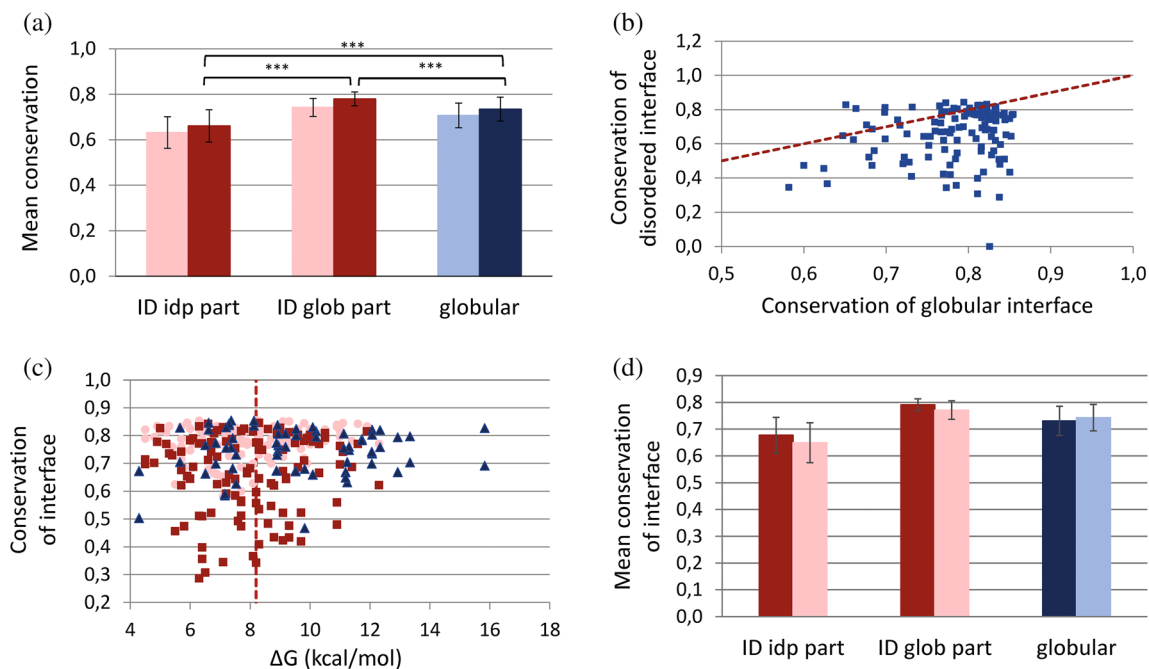 (a)
Mean conservation
1,0
0,8
0,6
0,4
0,2
0,0
***
***
***
ID idp part
ID glob part
globular
(b)
Conservation of
disordered interface
1,2
1,0
0,8
0,6
0,4
0,2
0,0
0,5
0,6
0,7
0,8
0,9
1,0
Conservation of globular interface
(c)
Conservation
of interface
1,0
0,9
0,8
0,7
0,6
0,5
0,4
0,3
0,2
4
6
8
10
12
14
16
18
ΔG (kcal/mol)
(d)
Mean conservation
of interface
0,9
0,8
0,7
0,6
0,5
0,4
0,3
0,2
0,1
0,0
ID idp part
ID glob part
globular